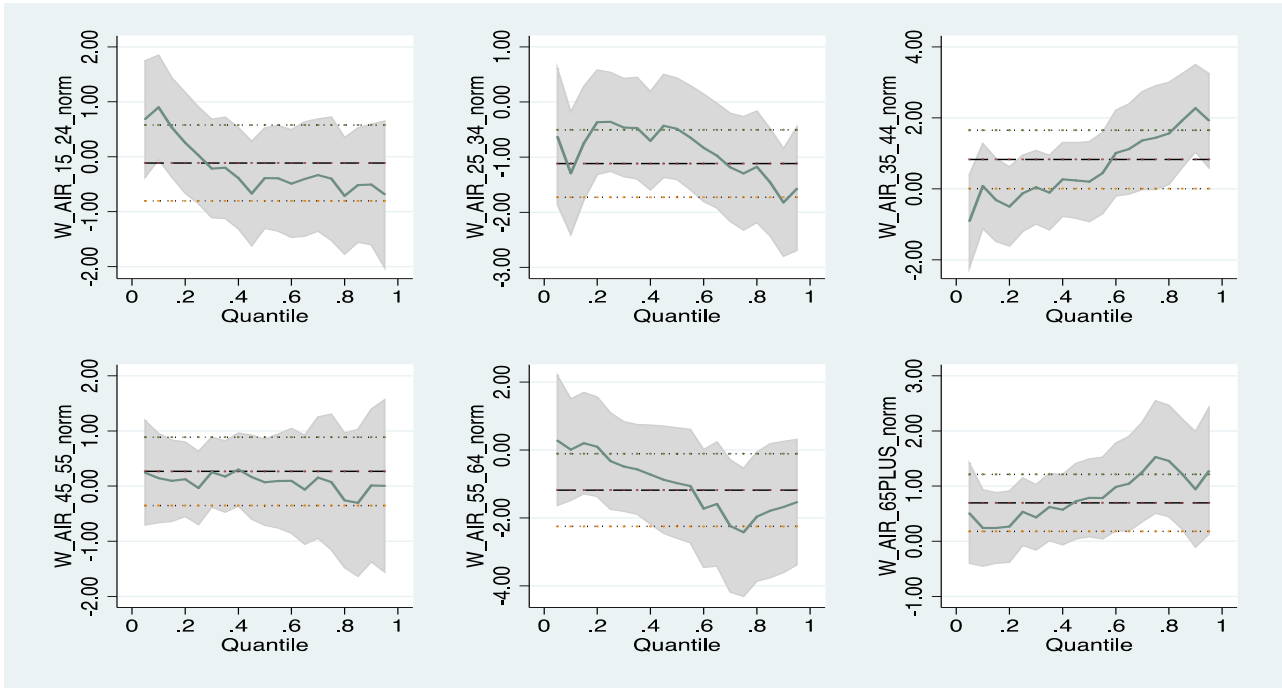 W_AIR_15_24_norm
2.00
1.00
0.00
-1.00
-2.00
0 .2 .4 .6 .8 1
Quantile
W_AIR_25_34_norm
1.00
0.00
-1.00
-2.00
-3.00
0 .2 .4 .6 .8 1
Quantile
W_AIR_35_44_norm
4.00
2.00
0.00
-2.00
0 .2 .4 .6 .8 1
Quantile
W_AIR_45_55_norm
2.00
1.00
0.00
-1.00
-2.00
0 .2 .4 .6 .8 1
Quantile
W_AIR_55_64_norm
2.00
0.00
-2.00
-4.00
0 .2 .4 .6 .8 1
Quantile
W_AIR_65PLUS_norm
3.00
2.00
1.00
0.00
-1.00
0 .2 .4 .6 .8 1
Quantile